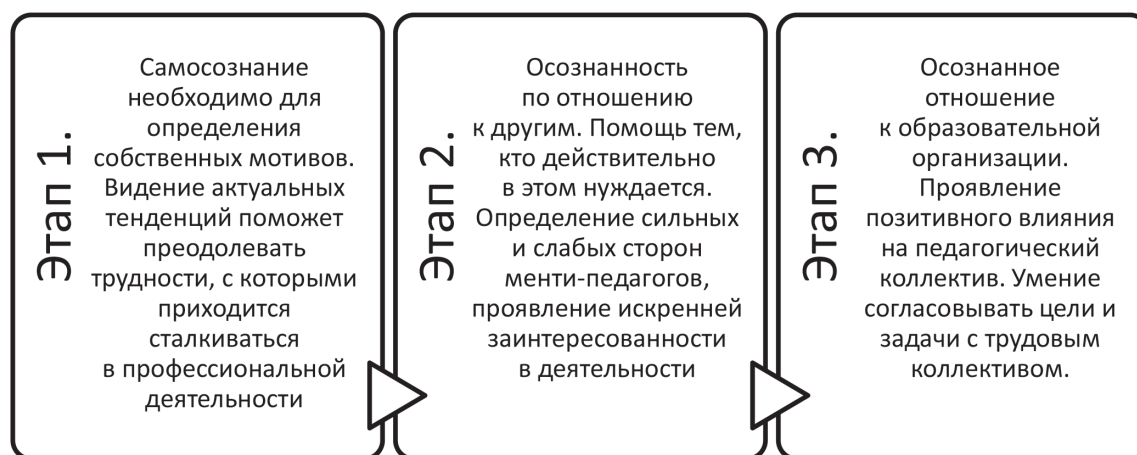 Этап 1.
Самосознание
необходимо для
определения
собственных мотивов.
Видение актуальных
тенденций поможет
преодолевать
трудности, с которыми
приходится
сталкиваться
в профессиональной
деятельности
Этап 2.
Осознанность
по отношению
к другим. Помощь тем,
кто действительно
в этом нуждается.
Определение сильных
и слабых сторон
менти-педагогов,
проявление искренней
заинтересованности
в деятельности
Этап 3.
Осознанное
отношение
к образовательной
организации.
Проявление
позитивного влияния
на педагогический
коллектив. Умение
согласовывать цели и
задачи с трудовым
коллективом.